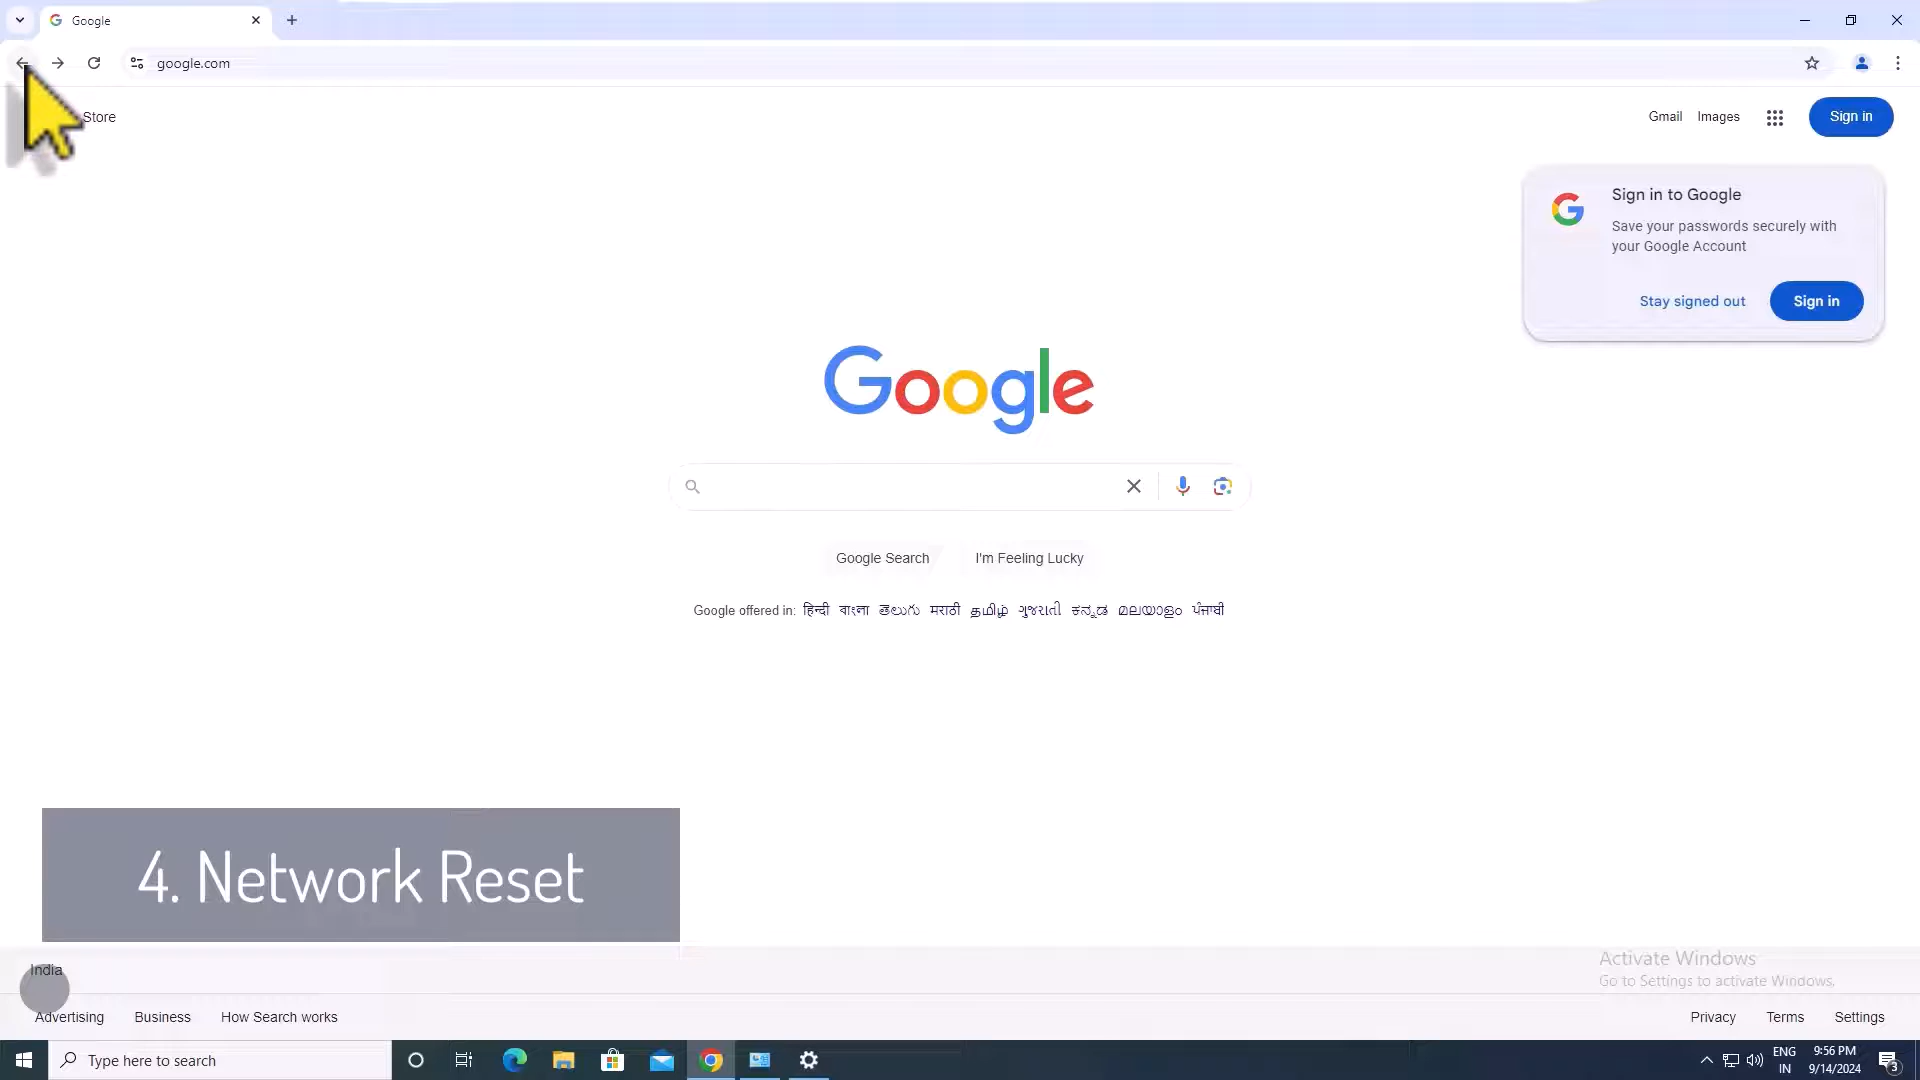 Google
google.com
Store
Gmail Images Sign in
Sign in to Google
Save your passwords securely with
your Google Account
Stay signed out Sign in
Google
Google Search I'm Feeling Lucky
Google offered in: हिन्दी বাংলা తెలుగు मराठी தமிழ் ગુજરાતી ಕನ್ನಡ മലയാളം ਪੰਜਾਬੀ
4. Network Reset
India
Activate Windows
Go to Settings to activate Windows.
Advertising Business How Search works
Privacy Terms Settings
Type here to search
ENG
IN
9:56 PM
9/14/2024
3